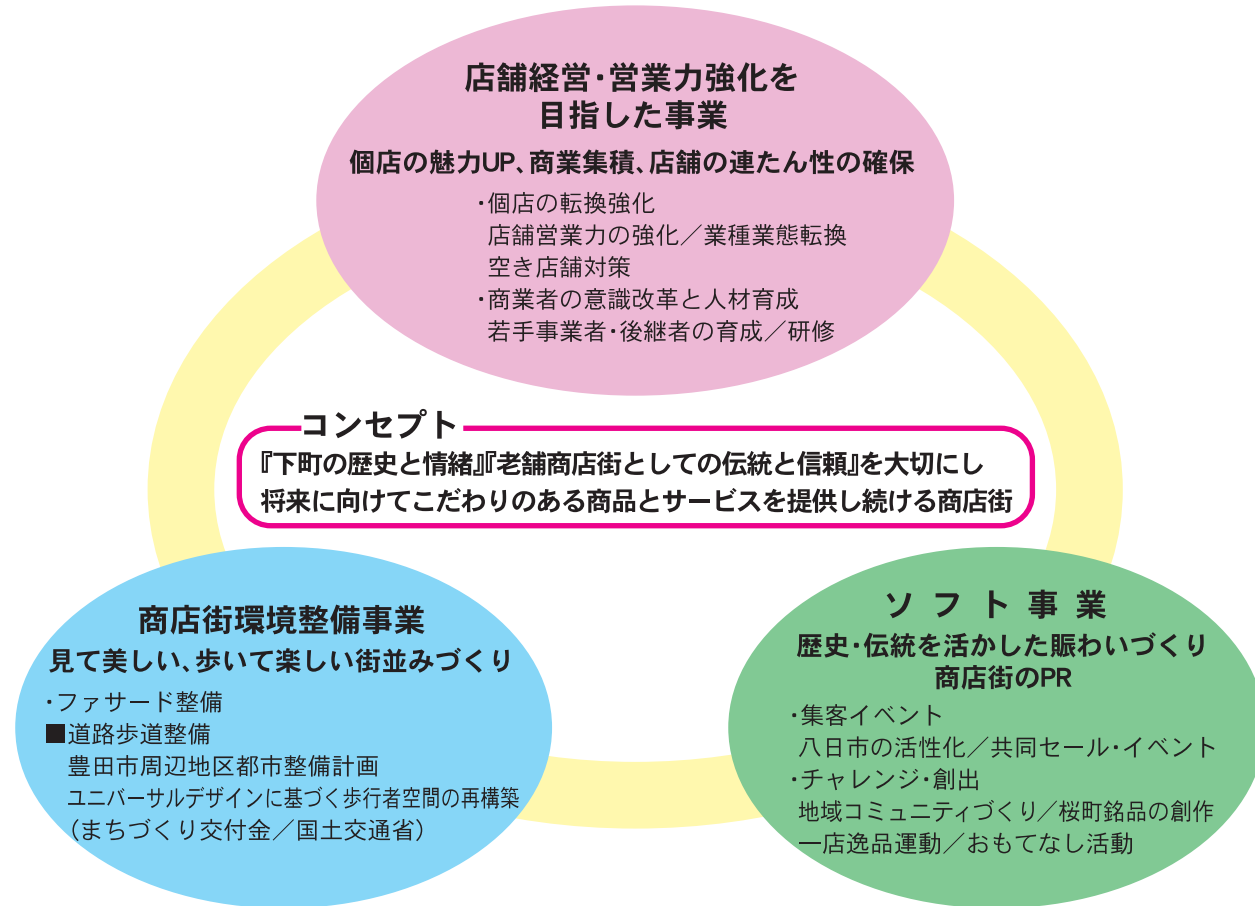 店舗経営・営業力強化を
目指した事業
個店の魅力UP、商業集積、店舗の連たん性の確保
・個店の転換強化
店舗営業力の強化／業種業態転換
空き店舗対策
・商業者の意識改革と人材育成
若手事業者・後継者の育成／研修
コンセプト
『下町の歴史と情緒』『老舗商店街としての伝統と信頼』を大切にし
将来に向けてこだわりのある商品とサービスを提供し続ける商店街
商店街環境整備事業
見て美しい、歩いて楽しい街並みづくり
・ファサード整備
■道路歩道整備
豊田市周辺地区都市整備計画
ユニバーサルデザインに基づく歩行者空間の再構築
（まちづくり交付金／国土交通省）
ソフト事業
歴史・伝統を活かした賑わいづくり
商店街のPR
・集客イベント
八日市の活性化／共同セール・イベント
・チャレンジ・創出
地域コミュニティづくり／桜町銘品の創作
一店逸品運動／おもてなし活動